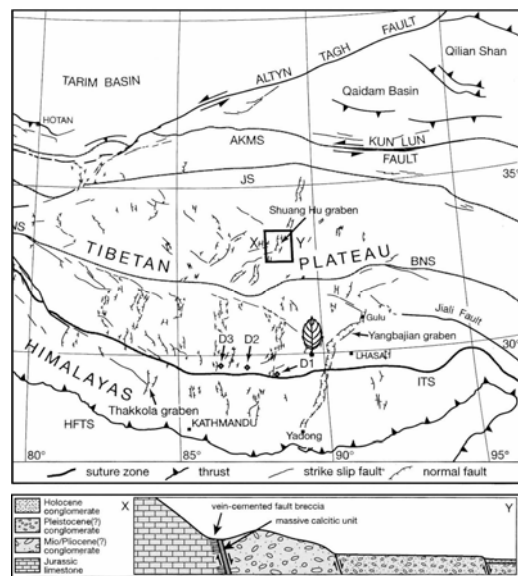 Qilian Shan
FAULT
TAGH
ALTYN
TARIM BASIN
Qaidam Basin
HOTAN
KUN LUN
AKMS
FAULT
35°
JS
Shuang Hu graben
X
Y
NS
TIBETAN
PLATEAU
BNS
Jiali Fault
Gulu
Yangbajian graben
D3
D2
30°
LHASA
D1
HIMALAYAS
ITS
Thakkola graben
KATHMANDU
HFTS
Yadong
80°
85°
90°
95°
suture zone
thrust
strike slip fault
normal fault
Holocene
conglomerate
Pleistocene(?)
conglomerate
Mio/Pliocene(?)
conglomerate
Jurassic
limestone
X
vein-cemented fault breccia
massive calcitic unit
Y